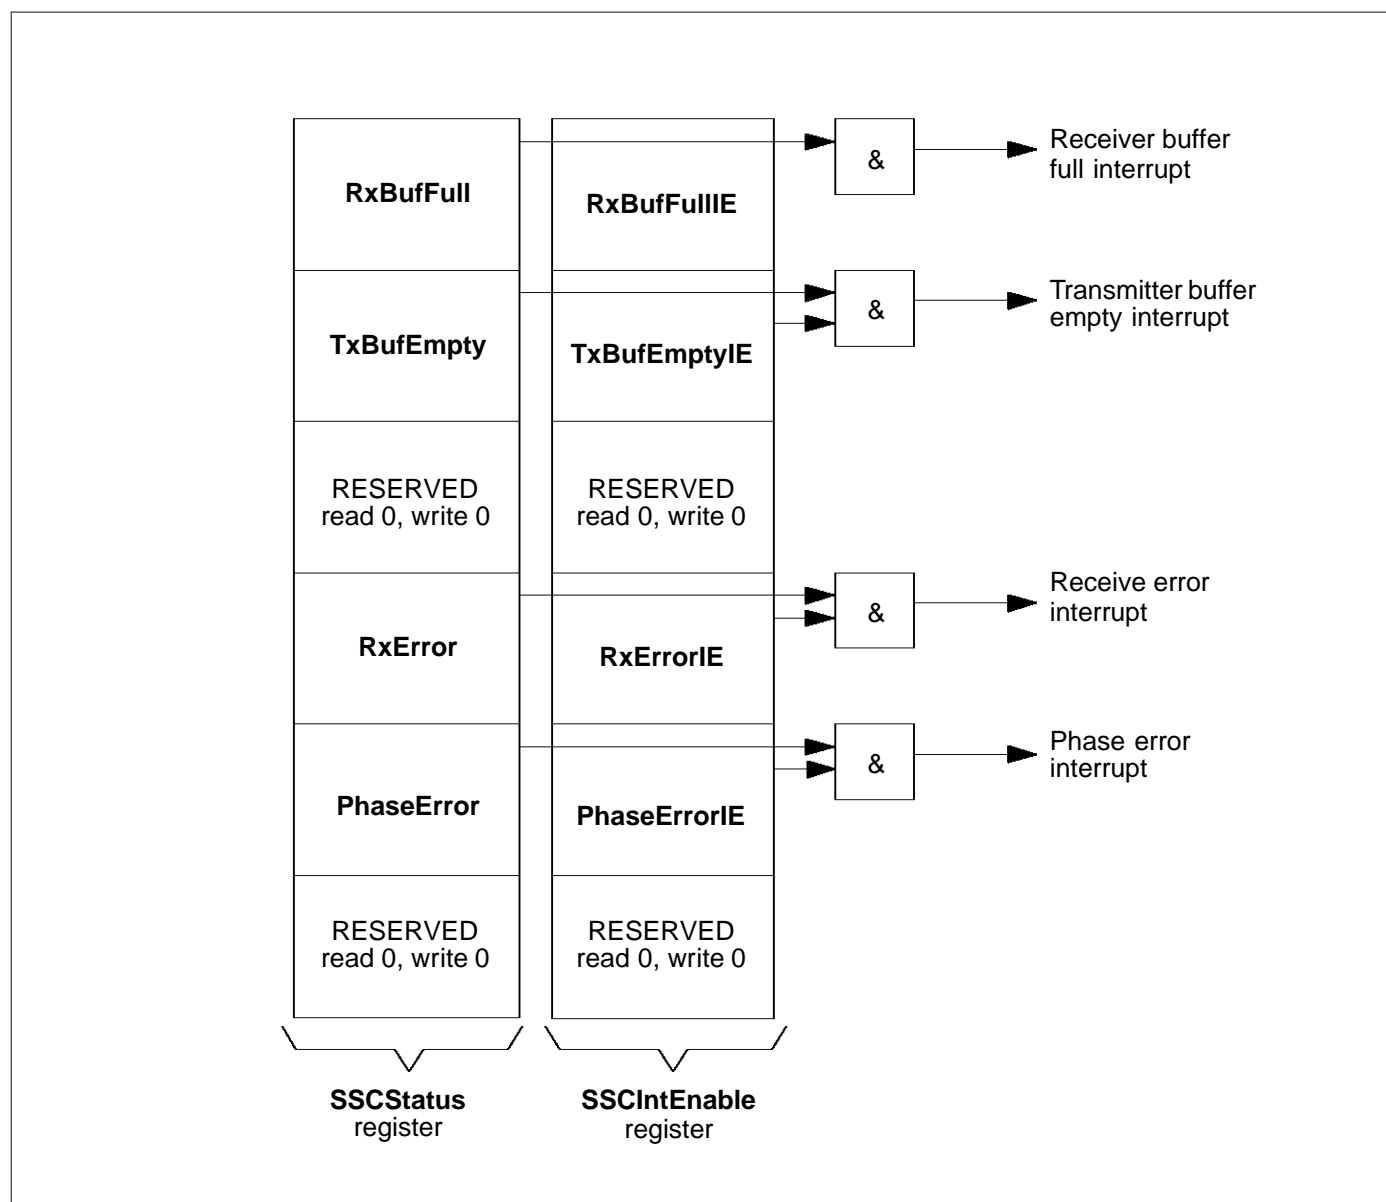 RxBufFull
RxBufFullIE
&
Receiver buffer
full interrupt
TxBufEmpty
TxBufEmptyIE
&
Transmitter buffer
empty interrupt
RESERVED
read 0, write 0
RESERVED
read 0, write 0
RxError
RxErrorIE
&
Receive error
interrupt
PhaseError
PhaseErrorIE
&
Phase error
interrupt
RESERVED
read 0, write 0
RESERVED
read 0, write 0
SSCStatus
register
SSCIntEnable
register